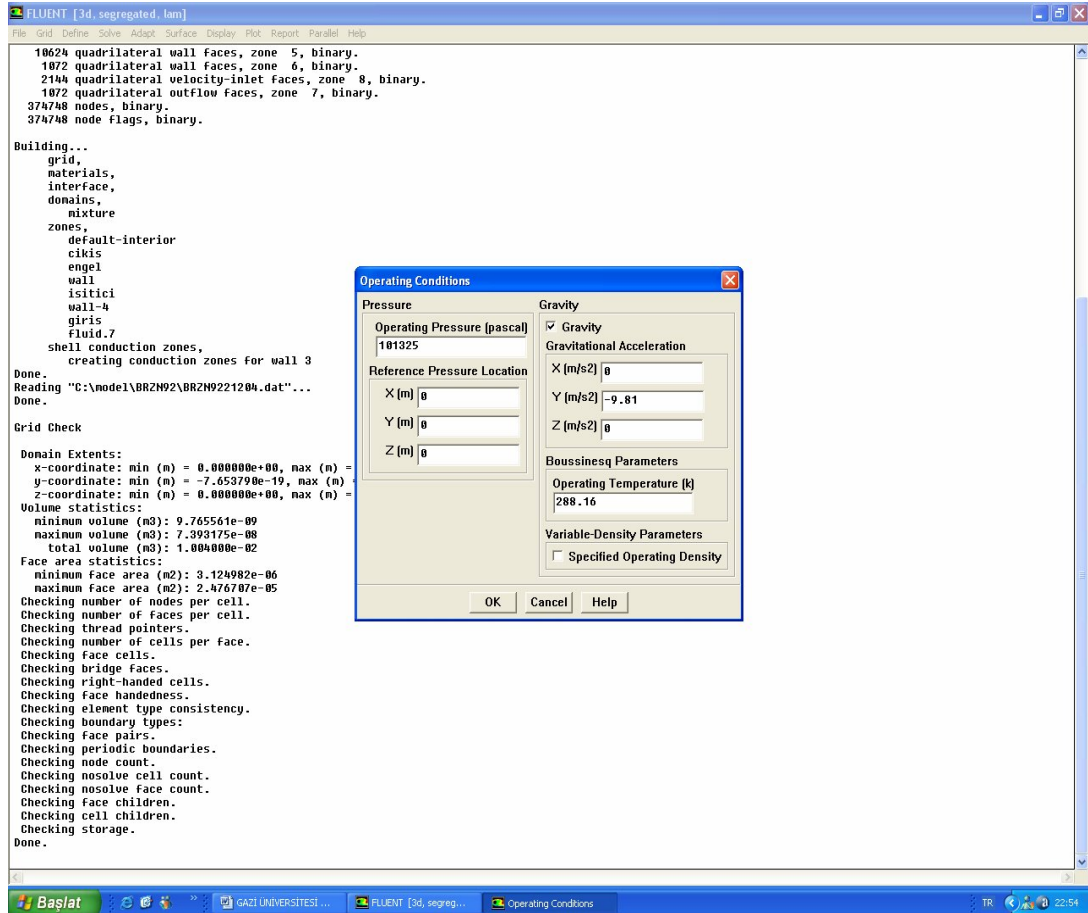 FLUENT [3d, segregated, lam]
File Grid Define Solve Adapt Surface Display Plot Report Parallel Help
10624 quadrilateral wall faces, zone 5, binary.
1072 quadrilateral wall faces, zone 6, binary.
2144 quadrilateral velocity-inlet faces, zone 8, binary.
1072 quadrilateral outflow faces, zone 7, binary.
374748 nodes, binary.
374748 node flags, binary.
Building...
grid,
materials,
interface,
domains,
mixture
zones,
default-interior
cikis
engel
wall
isitici
wall-4
giris
fluid.7
shell conduction zones,
creating conduction zones for wall 3
Done.
Reading "C:\model\BRZN92\BRZN9221204.dat"...
Done.
Grid Check
Domain Extents:
x-coordinate: min (m) = 0.000000e+00, max (m) =
y-coordinate: min (m) = -7.653790e-19, max (m)
z-coordinate: min (m) = 0.000000e+00, max (m) =
Volume statistics:
minimum volume (m3): 9.765561e-09
maximum volume (m3): 7.393175e-08
total volume (m3): 1.004000e-02
Face area statistics:
minimum face area (m2): 3.124982e-06
maximum face area (m2): 2.476707e-05
Checking number of nodes per cell.
Checking number of faces per cell.
Checking thread pointers.
Checking number of cells per face.
Checking face cells.
Checking bridge faces.
Checking right-handed cells.
Checking face handedness.
Checking element type consistency.
Checking boundary types:
Checking face pairs.
Checking periodic boundaries.
Checking node count.
Checking nosolve cell count.
Checking nosolve face count.
Checking face children.
Checking cell children.
Checking storage.
Done.
Operating Conditions
Pressure
Operating Pressure (pascal)
101325
Reference Pressure Location
X (m) 0
Y (m) 0
Z (m) 0
Gravity
Gravity
Gravitational Acceleration
X (m/s2) 0
Y (m/s2) -9.81
Z (m/s2) 0
Boussinesq Parameters
Operating Temperature (k)
288.16
Variable-Density Parameters
Specified Operating Density
OK Cancel Help
Başlat GAZİ ÜNİVERSİTESİ ... FLUENT [3d, segreg... Operating Conditions TR 22:54